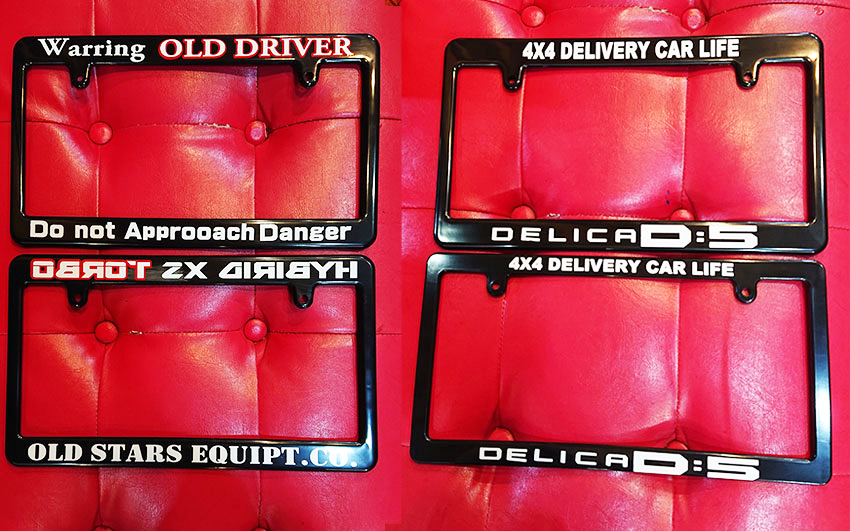 Warring OLD DRIVER
Do not Approoach Danger
HYBIRID XS TORBO
OLD STARS EQUIPT.CO.
4X4 DELIVERY CAR LIFE
DELICA D:5
4X4 DELIVERY CAR LIFE
DELICA D:5